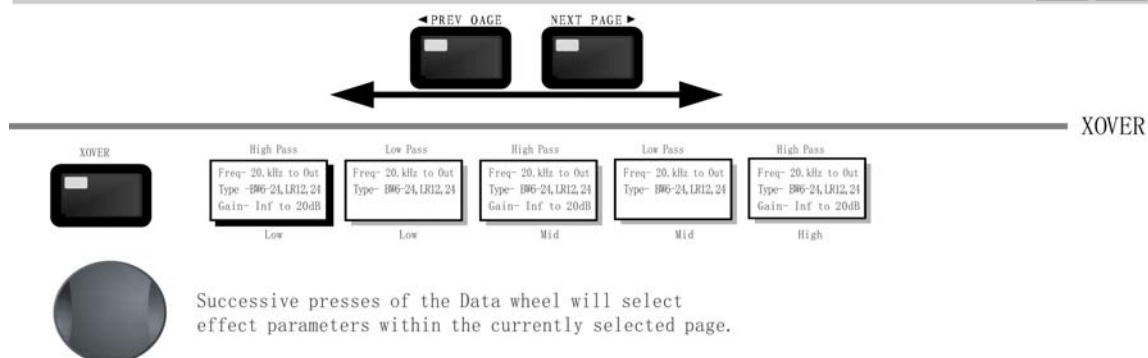 ◄PREV OAGE NEXT PAGE►
XOVER
XOVER
High Pass
Freq- 20.kHz to Out
Type -BW6-24,LR12,24
Gain- Inf to 20dB
Low
Low Pass
Freq- 20.kHz to Out
Type- BW6-24,LR12,24
Low
High Pass
Freq- 20.kHz to Out
Type- BW6-24,LR12,24
Gain- Inf to 20dB
Mid
Low Pass
Freq- 20.kHz to Out
Type- BW6-24,LR12,24
Mid
High Pass
Freq- 20.kHz to Out
Type- BW6-24,LR12,24
Gain- Inf to 20dB
High
Successive presses of the Data wheel will select
effect parameters within the currently selected page.